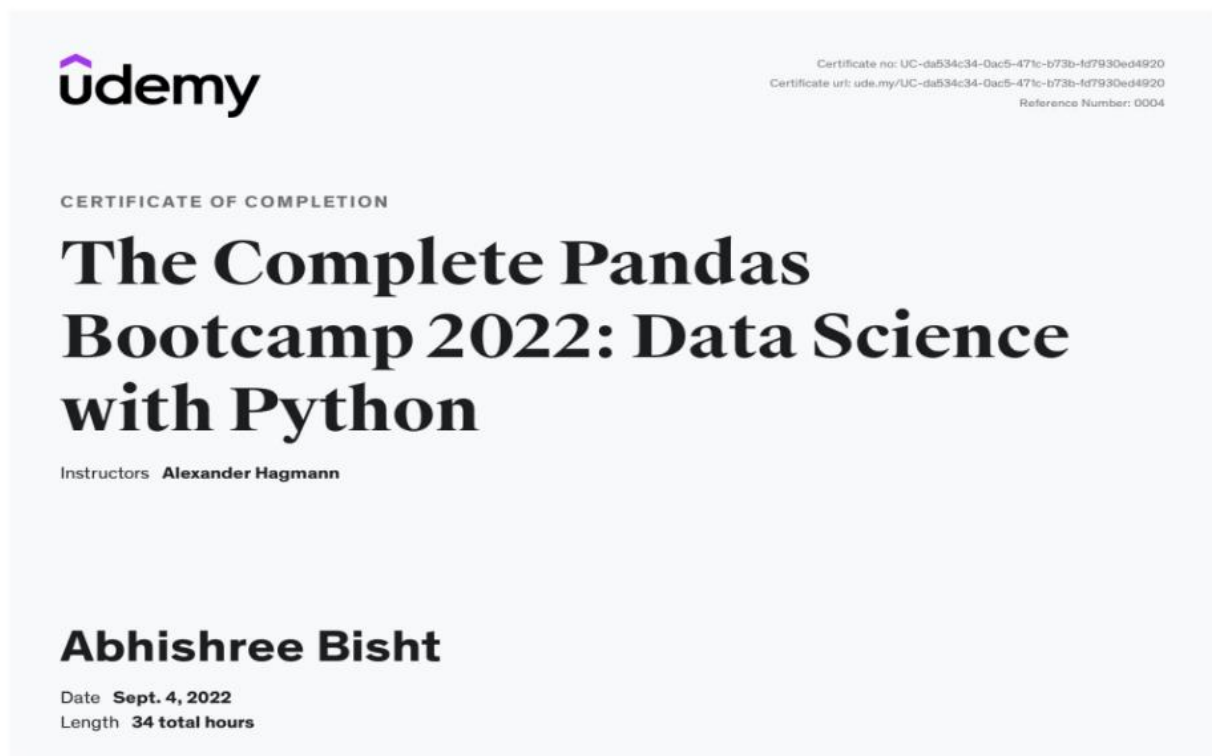 udemy
Certificate no: UC-da534c34-0ac5-471c-b73b-fd7930ed4920
Certificate url: ude.my/UC-da534c34-0ac5-471c-b73b-fd7930ed4920
Reference Number: 0004
CERTIFICATE OF COMPLETION
The Complete Pandas
Bootcamp 2022: Data Science
with Python
Instructors Alexander Hagmann
Abhishree Bisht
Date Sept. 4, 2022
Length 34 total hours